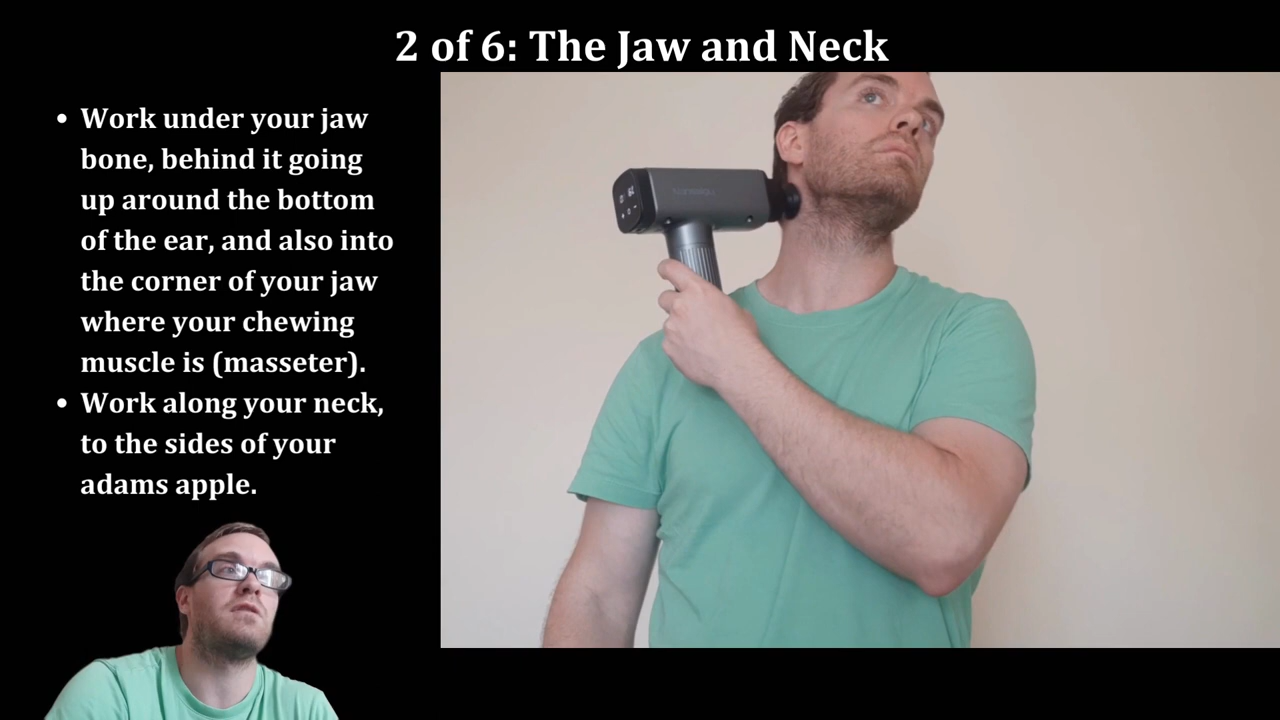 2 of 6: The Jaw and Neck
• Work under your jaw
bone, behind it going
up around the bottom
of the ear, and also into
the corner of your jaw
where your chewing
muscle is (masseter).
• Work along your neck,
to the sides of your
adams apple.